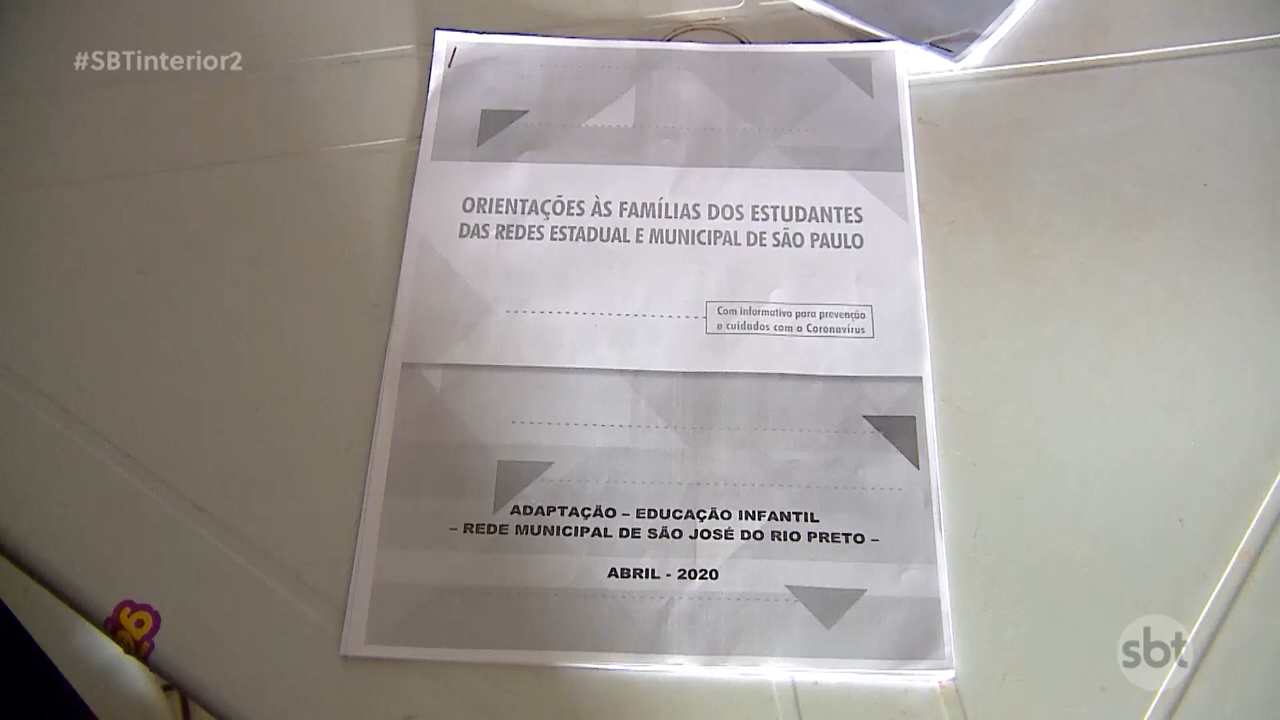 #SBTinterior2
ORIENTAÇÕES ÀS FAMÍLIAS DOS ESTUDANTES
DAS REDES ESTADUAL E MUNICIPAL DE SÃO PAULO
Com informativo para prevenção
e cuidados com o Coronavírus
ADAPTAÇÃO – EDUCAÇÃO INFANTIL
– REDE MUNICIPAL DE SÃO JOSÉ DO RIO PRETO –
ABRIL - 2020
sbt